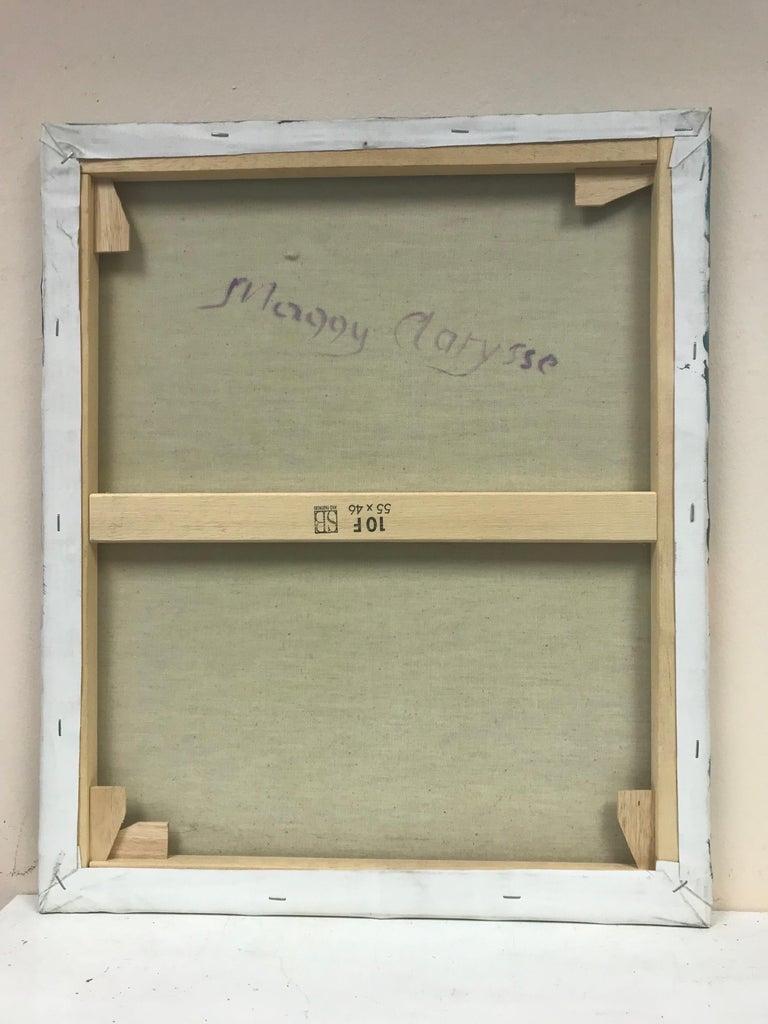 Maggy Clarysse
10F
55 x 46
SB